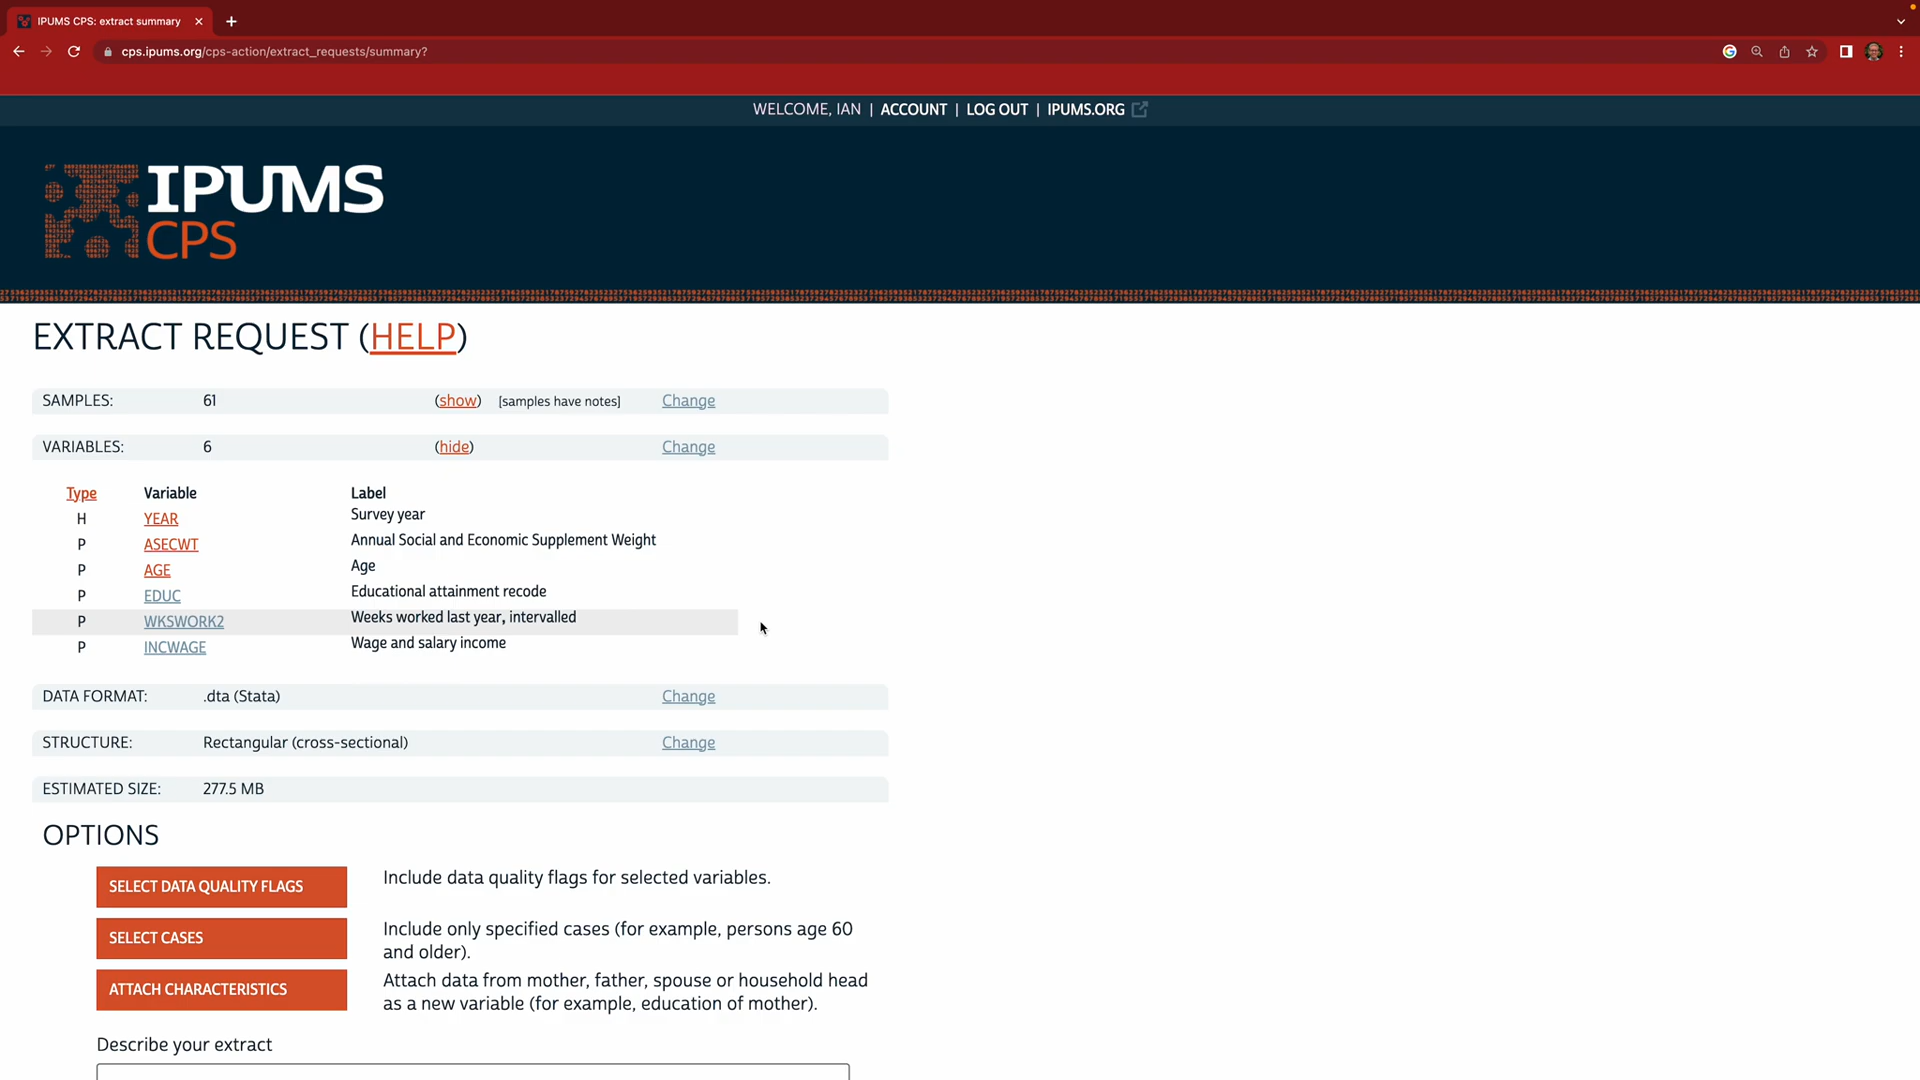 IPUMS CPS: extract summary
cps.ipums.org/cps-action/extract_requests/summary?
WELCOME, IAN | ACCOUNT | LOG OUT | IPUMS.ORG
IPUMS
CPS
EXTRACT REQUEST (HELP)
SAMPLES: 61 (show) [samples have notes] Change
VARIABLES: 6 (hide) Change
Type Variable Label
H YEAR Survey year
P ASECWT Annual Social and Economic Supplement Weight
P AGE Age
P EDUC Educational attainment recode
P WKSWORK2 Weeks worked last year, intervalled
P INCWAGE Wage and salary income
DATA FORMAT: .dta (Stata) Change
STRUCTURE: Rectangular (cross-sectional) Change
ESTIMATED SIZE: 277.5 MB
OPTIONS
SELECT DATA QUALITY FLAGS Include data quality flags for selected variables.
SELECT CASES Include only specified cases (for example, persons age 60
and older).
ATTACH CHARACTERISTICS Attach data from mother, father, spouse or household head
as a new variable (for example, education of mother).
Describe your extract